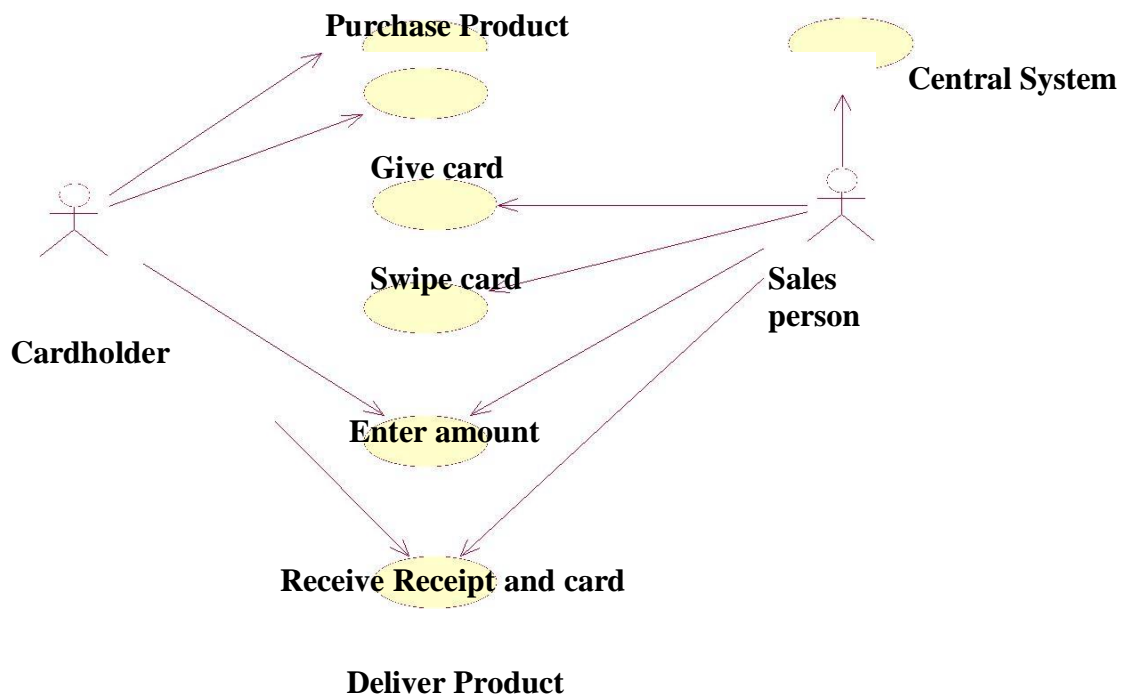 Purchase Product
Central System
Give card
Swipe card
Sales
person
Cardholder
Enter amount
Receive Receipt and card
Deliver Product